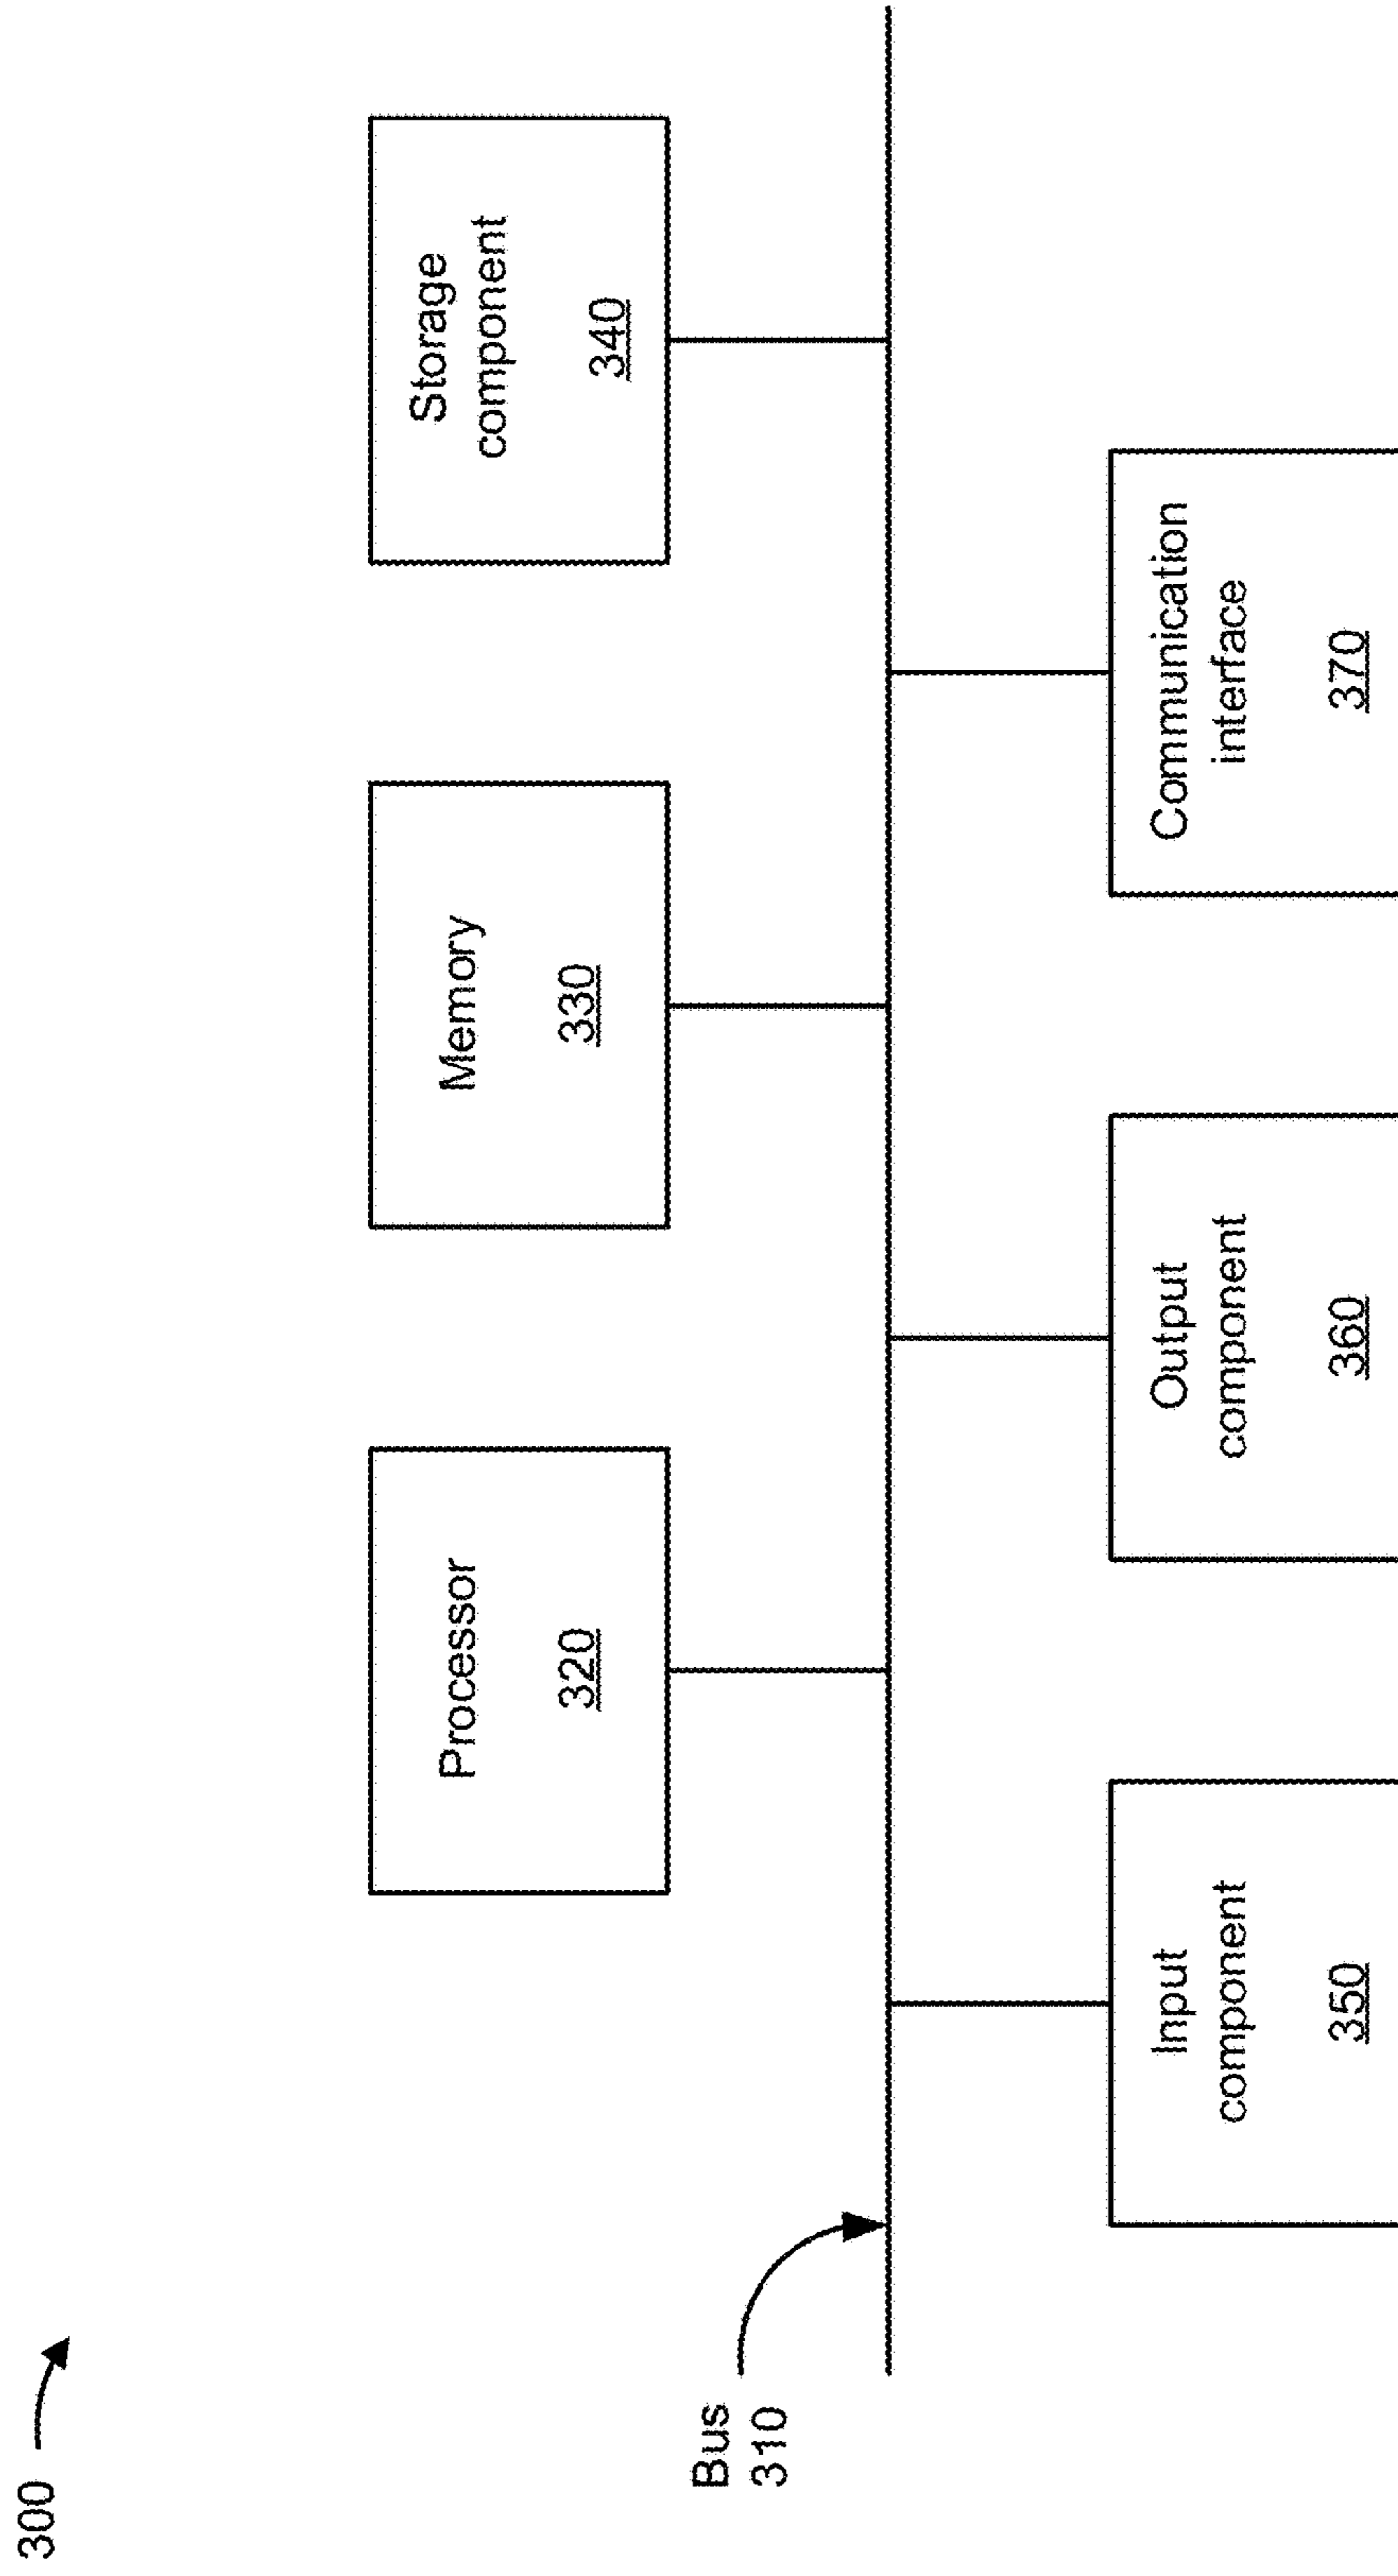 300
Bus
310
Processor
320
Memory
330
Storage
component
340
Input
component
350
Output
component
360
Communication
interface
370